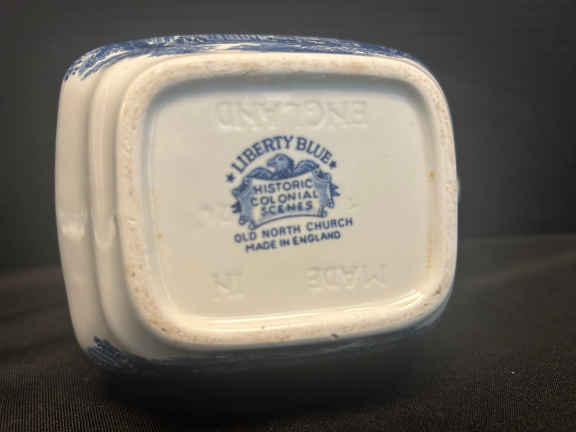 ★ LIBERTY BLUE ★
HISTORIC
COLONIAL
SCENES
OLD NORTH CHURCH
MADE IN ENGLAND
MADE IN
ENGLAND